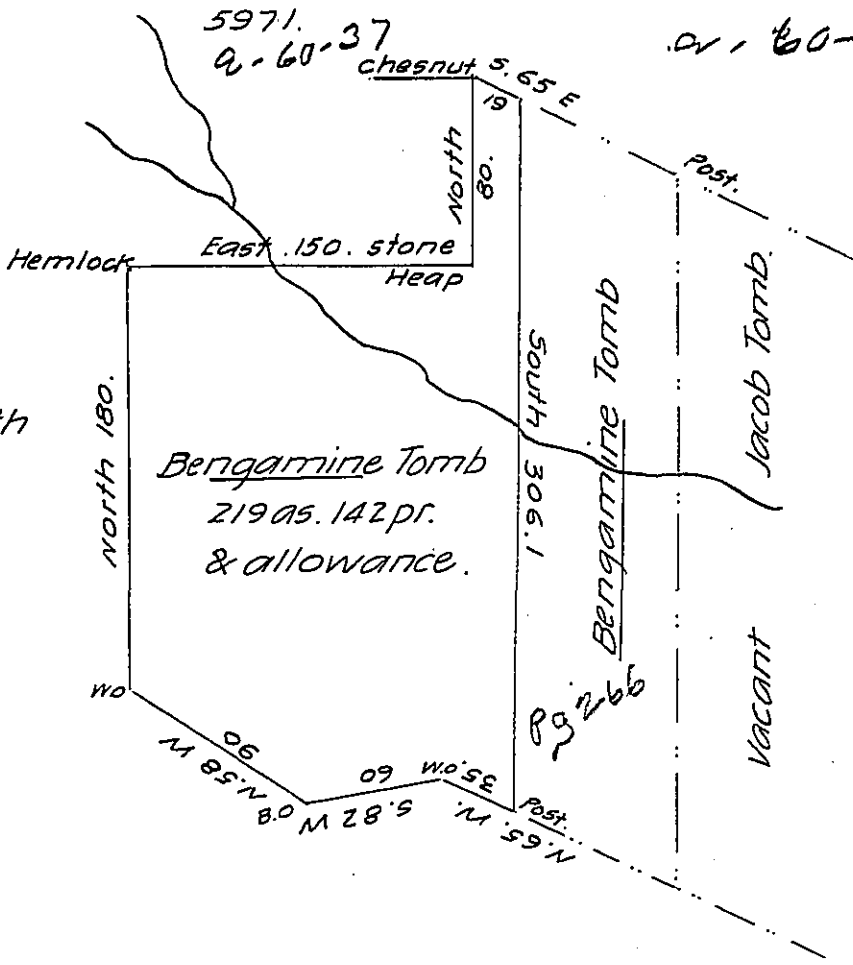 5971.
a-60-37
60-
chesnut
S. 65 E
19
North
80.
Post.
East .150. stone
Heap
Hemlock
North 180.
th
South 306.1
Bengamine Tomb
219 as. 142 pr.
& allowance.
Bengamine Tomb
Jacob Tomb.
Vacant
Pg 266
WO
90
N. 58 W
B.O
60
S. 82 W
W.O
35.
N. 65. W.
Post.